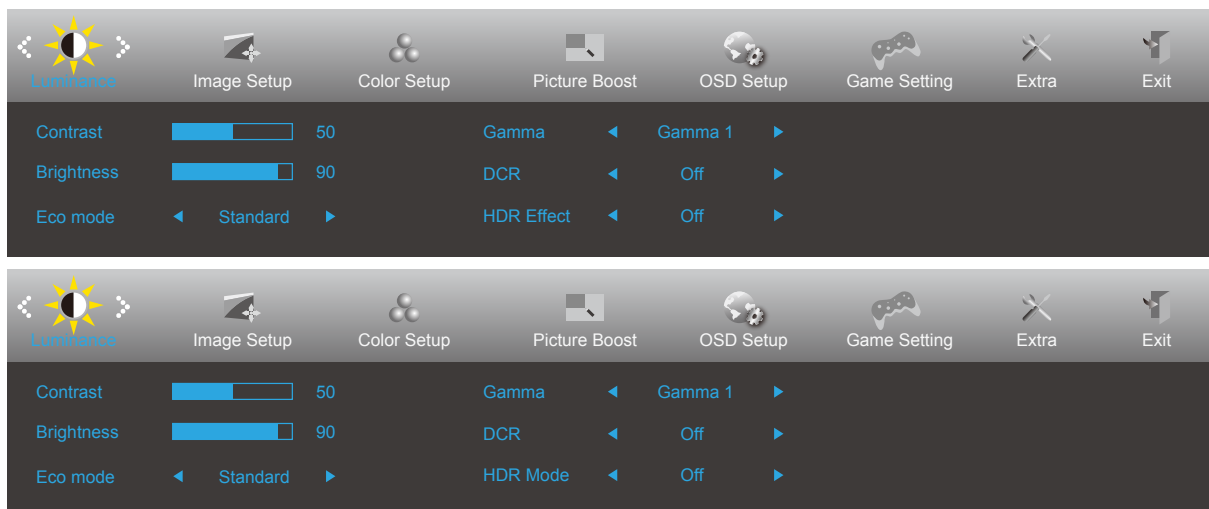 Luminance Image Setup Color Setup Picture Boost OSD Setup Game Setting Extra Exit
Contrast 50 Gamma Gamma 1
Brightness 90 DCR Off
Eco mode Standard HDR Effect Off
Luminance Image Setup Color Setup Picture Boost OSD Setup Game Setting Extra Exit
Contrast 50 Gamma Gamma 1
Brightness 90 DCR Off
Eco mode Standard HDR Mode Off